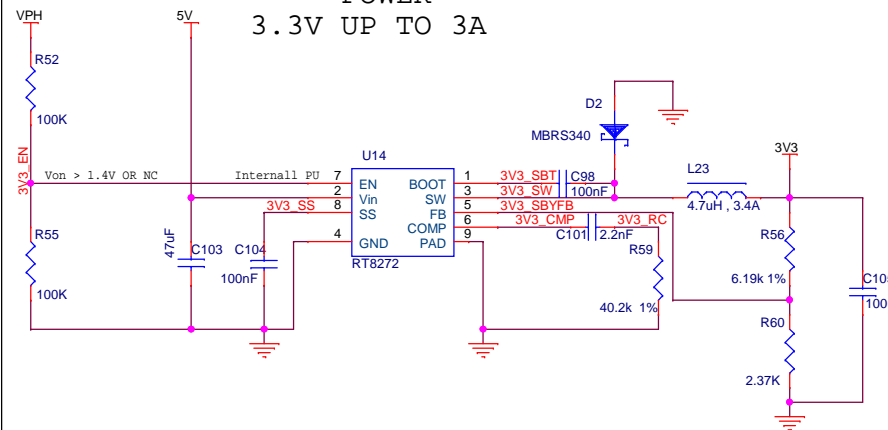 POWER
3.3V UP TO 3A
VPH
5V
R52
100K
3V3_EN
Von > 1.4V OR NC
Internall PU
U14
7
2
8
4
EN
Vin
SS
GND
BOOT
SW
FB
COMP
PAD
1
3
5
6
9
RT8272
3V3_SS
R55
100K
47uF
C103
C104
100nF
3V3_SBT
3V3_SW
3V3_SBYFB
3V3_CMP
C98
100nF
D2
MBRS340
C101
2.2nF
3V3_RC
R59
40.2k 1%
L23
4.7uH , 3.4A
3V3
R56
6.19k 1%
R60
2.37K